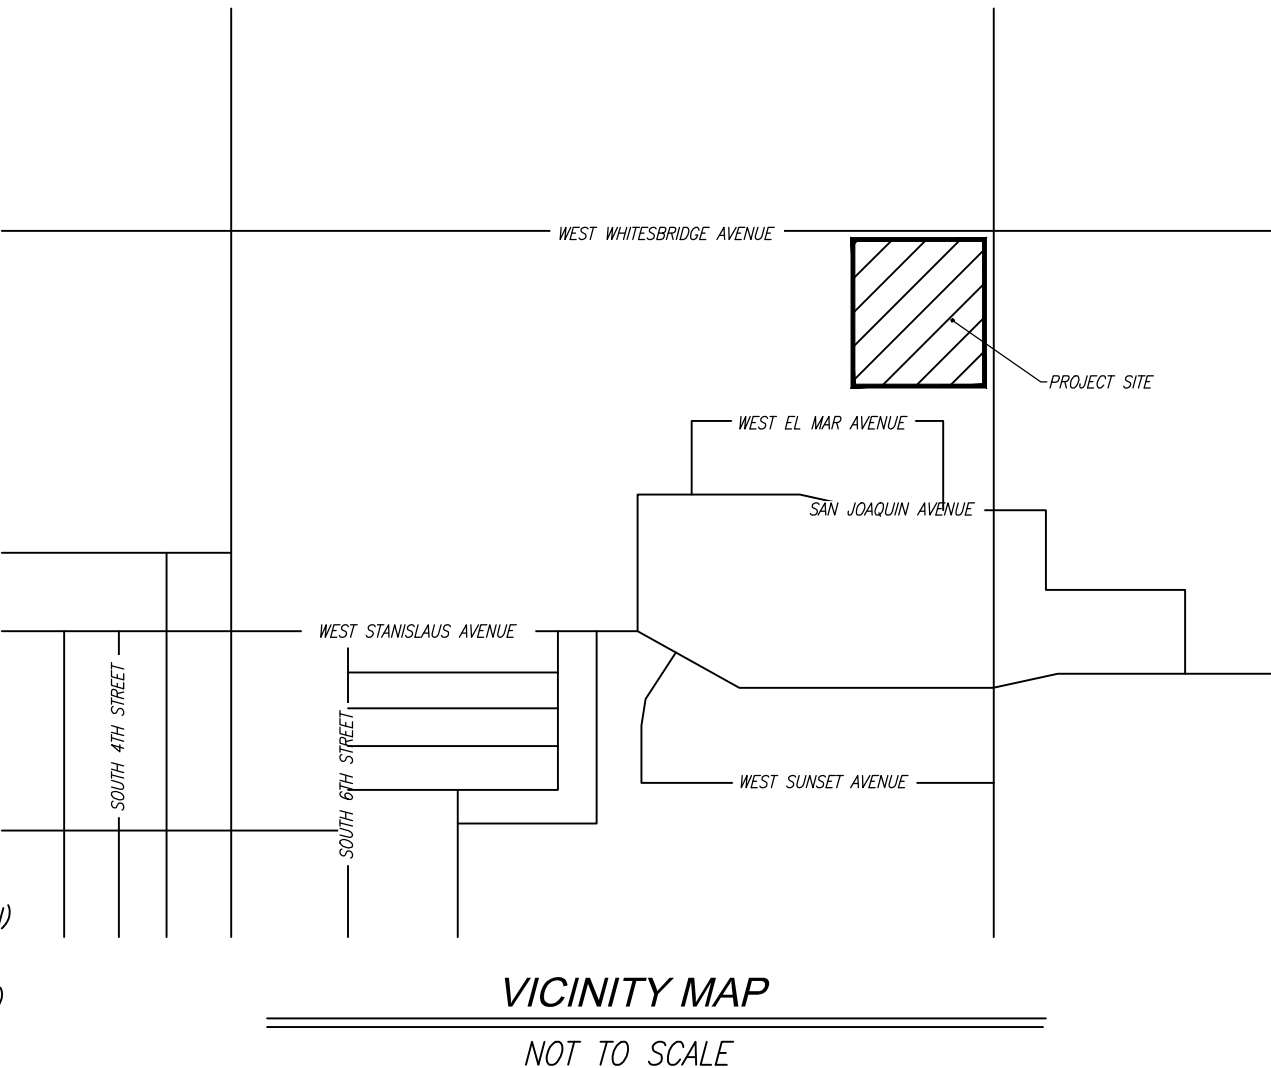 WEST WHITESBRIDGE AVENUE
PROJECT SITE
WEST EL MAR AVENUE
SAN JOAQUIN AVENUE
WEST STANISLAUS AVENUE
SOUTH 4TH STREET
SOUTH 6TH STREET
WEST SUNSET AVENUE
)
)
VICINITY MAP
NOT TO SCALE